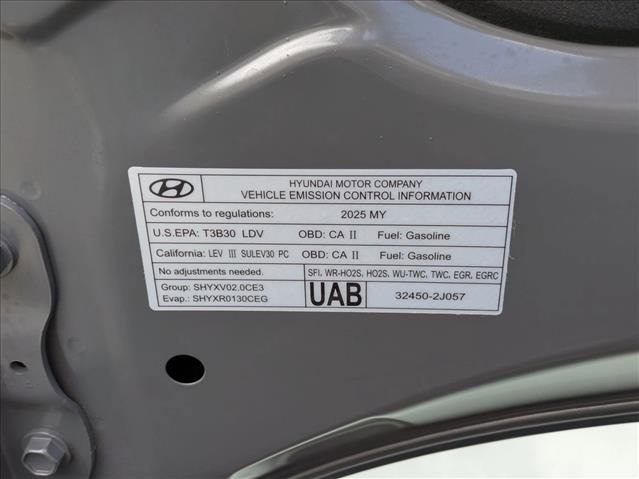 HYUNDAI MOTOR COMPANY
VEHICLE EMISSION CONTROL INFORMATION
Conforms to regulations: 2025 MY
U.S.EPA: T3B30 LDV OBD: CA II Fuel: Gasoline
California: LEV III SULEV30 PC OBD: CA II Fuel: Gasoline
No adjustments needed. SFI, WR-HO2S, HO2S, WU-TWC, TWC, EGR, EGRC
Group: SHYXV02.0CE3
Evap.: SHYXR0130CEG
UAB 32450-2J057